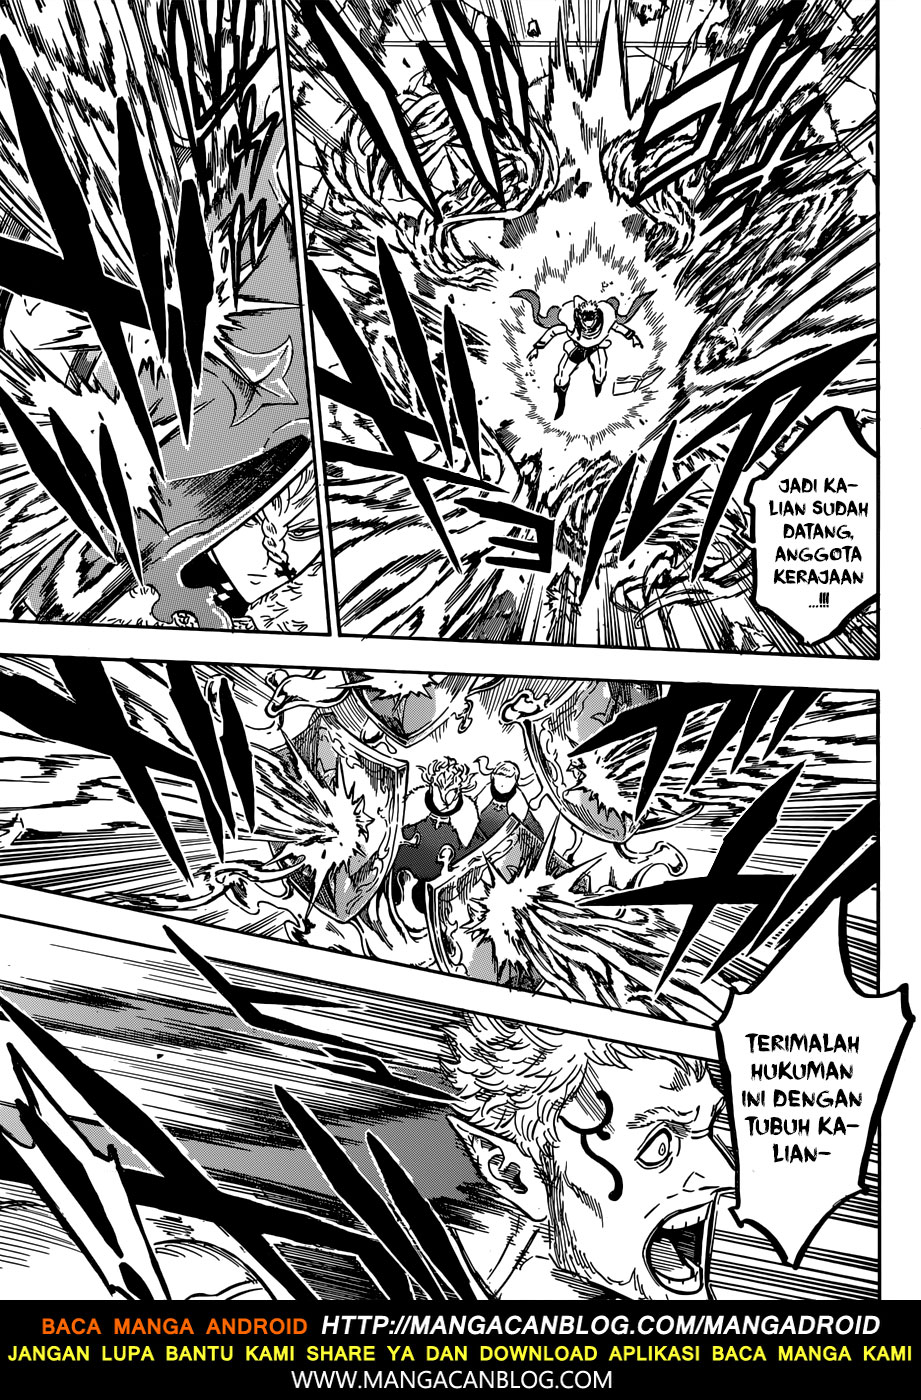 JADI KA-
LIAN SUDAH
DATANG,
ANGGOTA
KERAJAAN
...!!!
TERIMALAH
HUKUMAN
INI DENGAN
TUBUH KA-
LIAN-
BACA MANGA ANDROID HTTP://MANGACANBLOG.COM/MANGADROID
JANGAN LUPA BANTU KAMI SHARE YA DAN DOWNLOAD APLIKASI BACA MANGA KAMI
WWW.MANGACANBLOG.COM